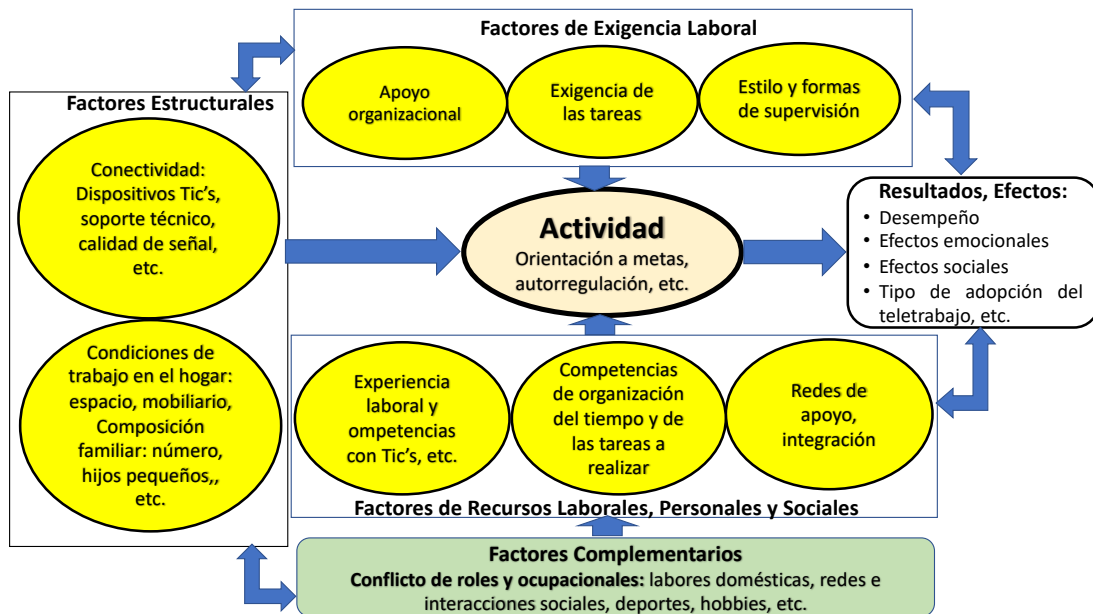 Factores de Exigencia Laboral
Apoyo
organizacional
Exigencia de
las tareas
Estilo y formas
de supervisión
Factores Estructurales
Conectividad:
Dispositivos Tic's,
soporte técnico,
calidad de señal,
etc.
Condiciones de
trabajo en el hogar:
espacio, mobiliario,
Composición
familiar: número,
hijos pequeños,,
etc.
Actividad
Orientación a metas,
autorregulación, etc.
Resultados, Efectos:
• Desempeño
• Efectos emocionales
• Efectos sociales
• Tipo de adopción del
teletrabajo, etc.
Experiencia
laboral y
ompetencias
con Tic's, etc.
Competencias
de organización
del tiempo y de
las tareas a
realizar
Redes de
apoyo,
integración
Factores de Recursos Laborales, Personales y Sociales
Factores Complementarios
Conflicto de roles y ocupacionales: labores domésticas, redes e
interacciones sociales, deportes, hobbies, etc.